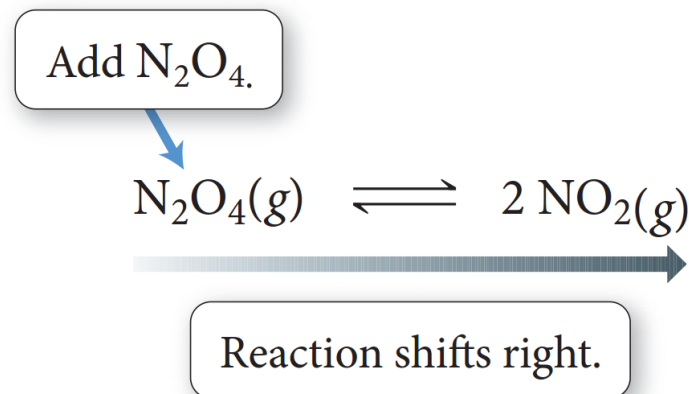 Add N₂O₄.
N₂O₄(g) ⇌ 2 NO₂(g)
Reaction shifts right.